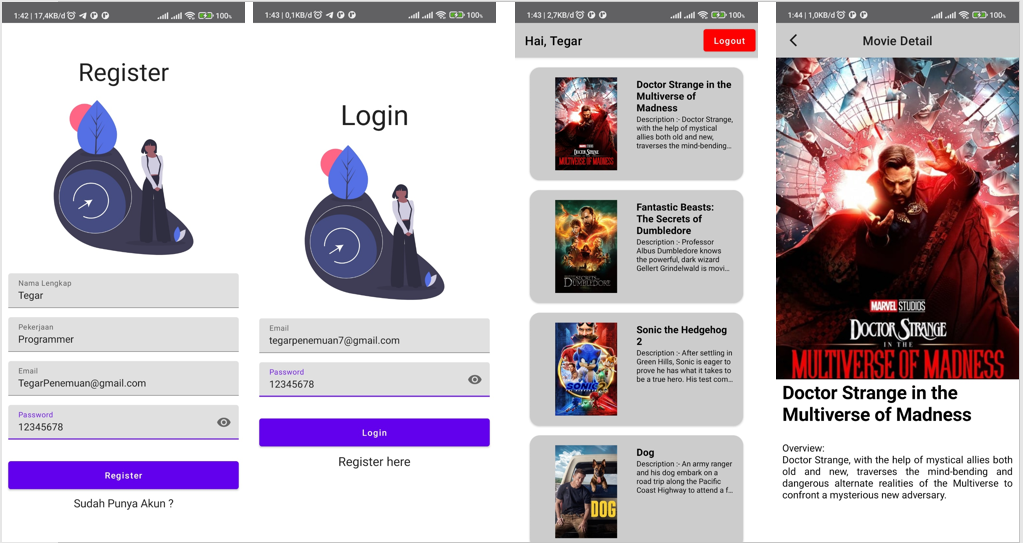 1:42 | 17,4KB/d
100%
Register
Nama Lengkap
Tegar
Pekerjaan
Programmer
Email
TegarPenemuan@gmail.com
Password
12345678
Register
Sudah Punya Akun ?
1:43 | 0,1KB/d
100%
Login
Email
tegarpenemuan7@gmail.com
Password
12345678
Login
Register here
1:43 | 2,7KB/d
100%
Hai, Tegar
Logout
DOCTOR STRANGE
MULTIVERSE OF MADNESS
Doctor Strange in the
Multiverse of
Madness
Description :- Doctor Strange,
with the help of mystical
allies both old and new,
traverses the mind-bending...
DUMBLEDORE
Fantastic Beasts:
The Secrets of
Dumbledore
Description :- Professor
Albus Dumbledore knows
the powerful, dark wizard
Gellert Grindelwald is movi...
SONIC 2
Sonic the Hedgehog
2
Description :- After settling in
Green Hills, Sonic is eager to
prove he has what it takes to
be a true hero. His test com...
DOG
Dog
Description :- An army ranger
and his dog embark on a
road trip along the Pacific
Coast Highway to attend a f...
1:44 | 1,0KB/d
100%
Movie Detail
MARVEL STUDIOS
DOCTOR STRANGE
IN THE
MULTIVERSE OF MADNESS
Doctor Strange in the
Multiverse of Madness
Overview:
Doctor Strange, with the help of mystical allies both
old and new, traverses the mind-bending and
dangerous alternate realities of the Multiverse to
confront a mysterious new adversary.